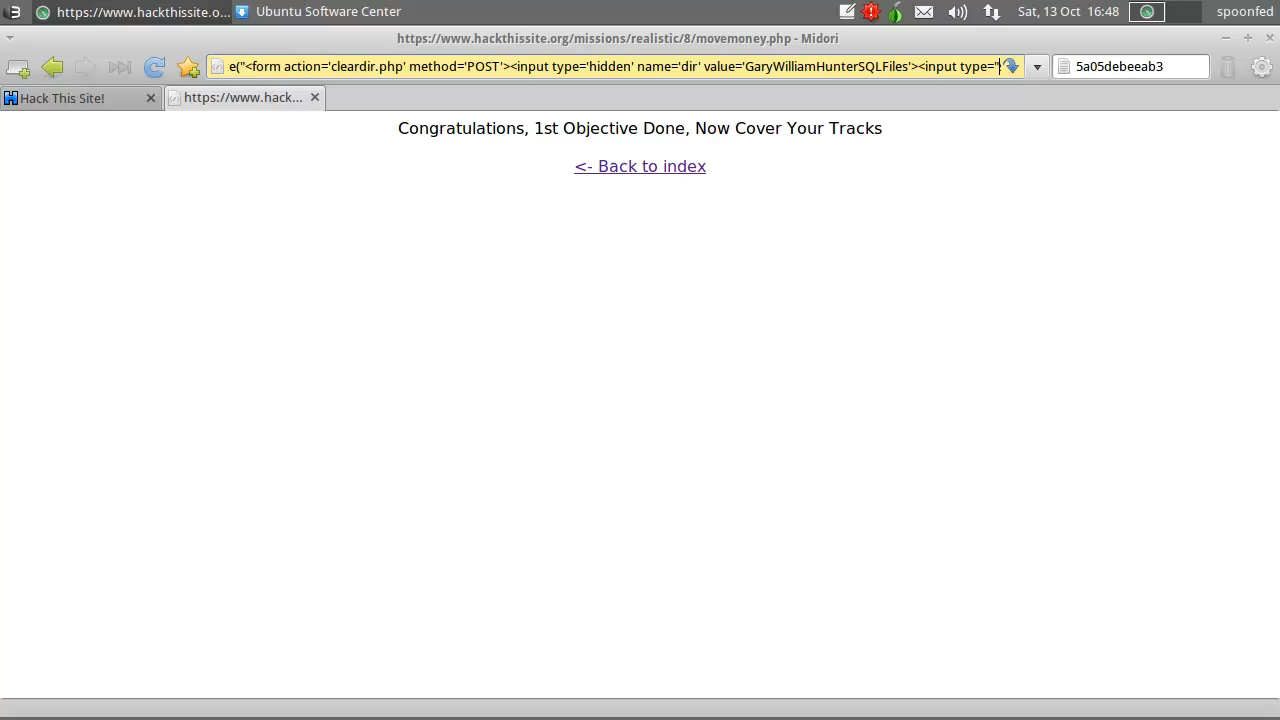 https://www.hackthissite.o... Ubuntu Software Center Sat, 13 Oct 16:48 spoonfed
https://www.hackthissite.org/missions/realistic/8/movemoney.php - Midori
e("<form action='cleardir.php' method='POST'><input type='hidden' name='dir' value='GaryWilliamHunterSQLFiles'><input type=" 5a05debeeab3
Hack This Site! https://www.hack...
Congratulations, 1st Objective Done, Now Cover Your Tracks
<- Back to index